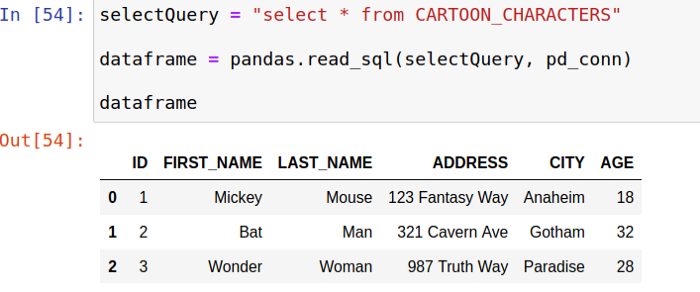 In [54]: selectQuery = "select * from CARTOON_CHARACTERS"
dataframe = pandas.read_sql(selectQuery, pd_conn)
dataframe
Out[54]:
ID FIRST_NAME LAST_NAME ADDRESS CITY AGE
0 1 Mickey Mouse 123 Fantasy Way Anaheim 18
1 2 Bat Man 321 Cavern Ave Gotham 32
2 3 Wonder Woman 987 Truth Way Paradise 28